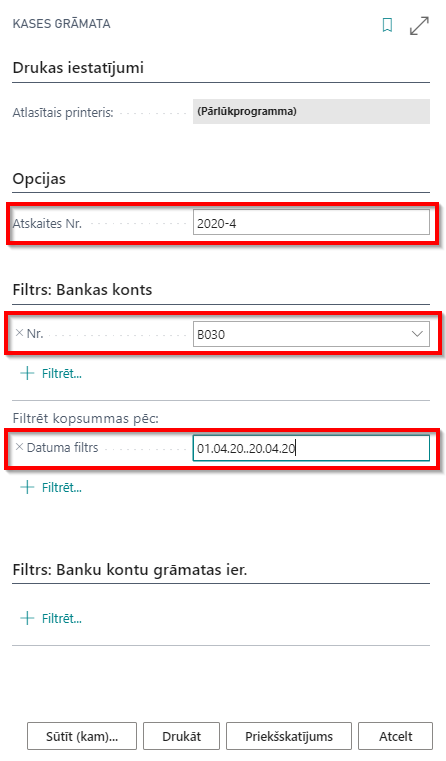 KASES GRĀMATA
Drukas iestatījumi
Atlasītais printeris: (Pārlūkprogramma)
Opcijas
Atskaites Nr. 2020-4
Filtrs: Bankas konts
× Nr. B030
+ Filtrēt...
Filtrēt kopsummas pēc:
× Datuma filtrs 01.04.20..20.04.20
+ Filtrēt...
Filtrs: Banku kontu grāmatas ier.
+ Filtrēt...
Sūtīt (kam)... Drukāt Priekšskatījums Atcelt